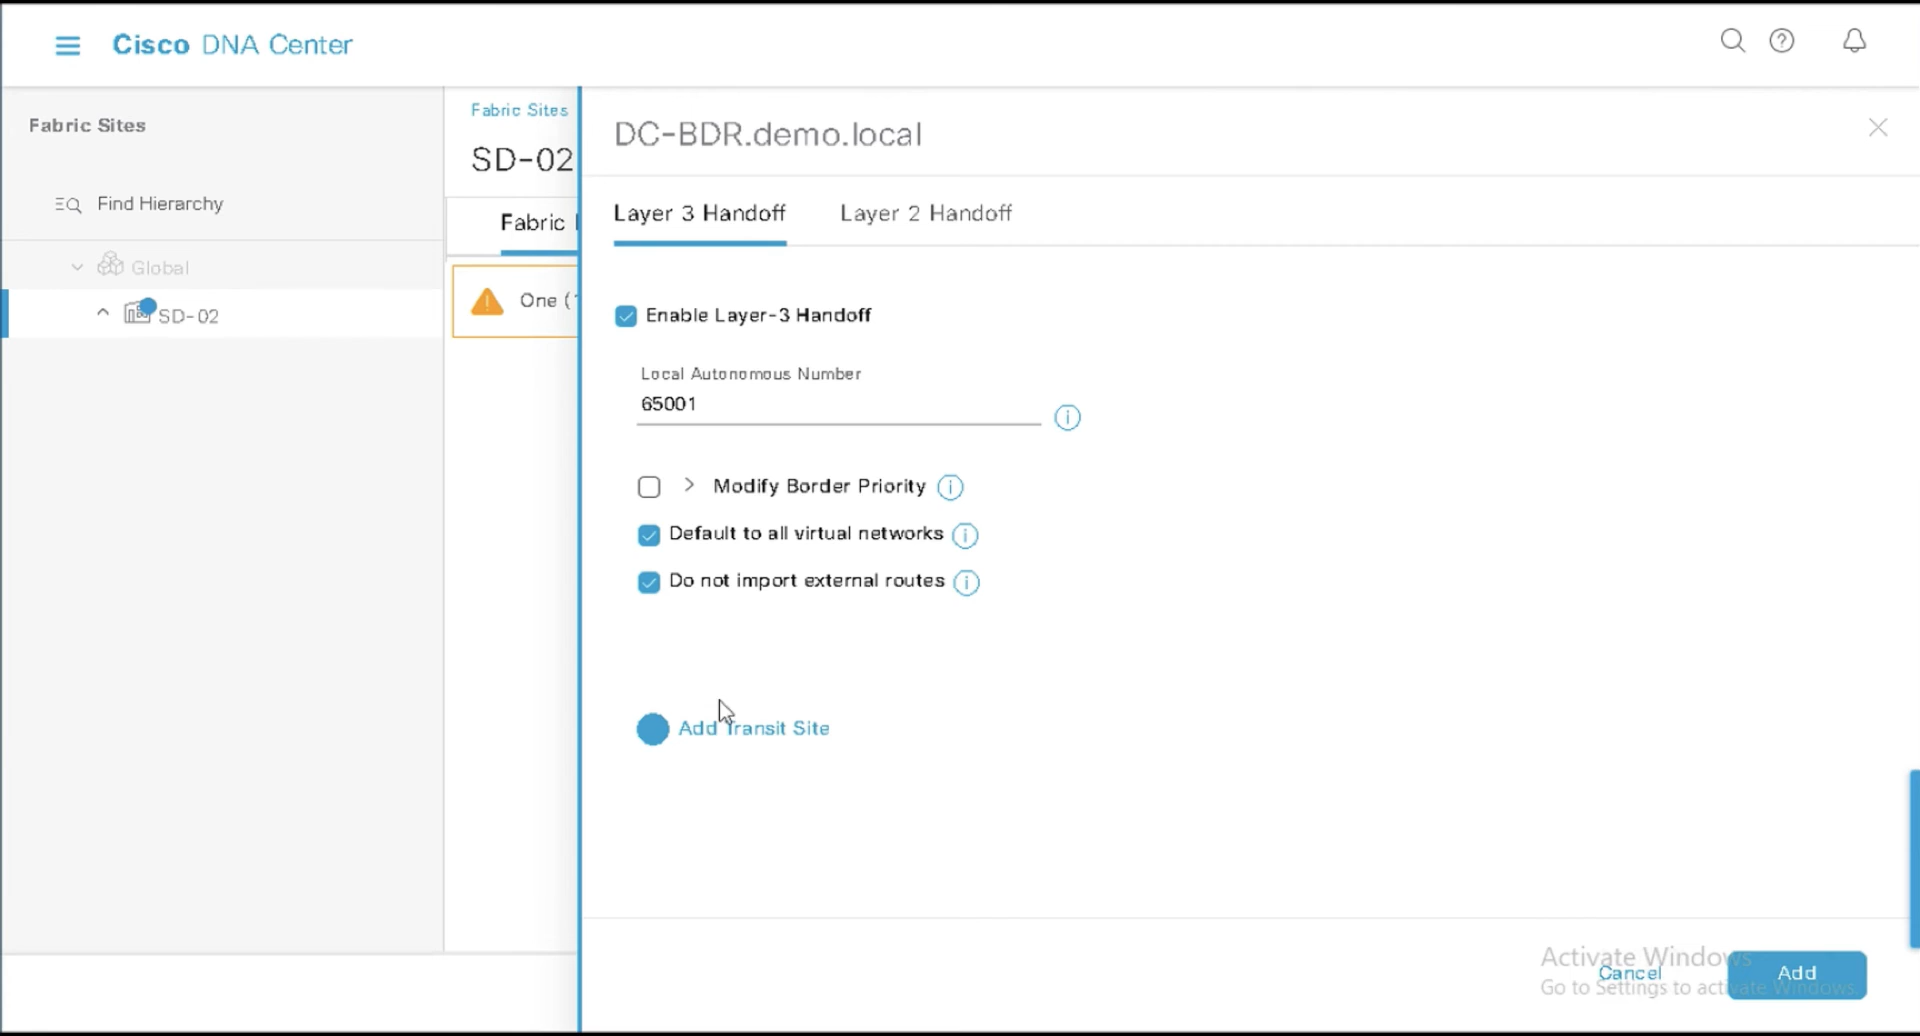 Cisco DNA Center
Fabric Sites
Find Hierarchy
Global
SD-02
Fabric Sites
SD-02
Fabric
One (
DC-BDR.demo.local
Layer 3 Handoff
Layer 2 Handoff
Enable Layer-3 Handoff
Local Autonomous Number
65001
Modify Border Priority
Default to all virtual networks
Do not import external routes
Add Transit Site
Activate Windows
Go to Settings to activate Windows.
Cancel
Add